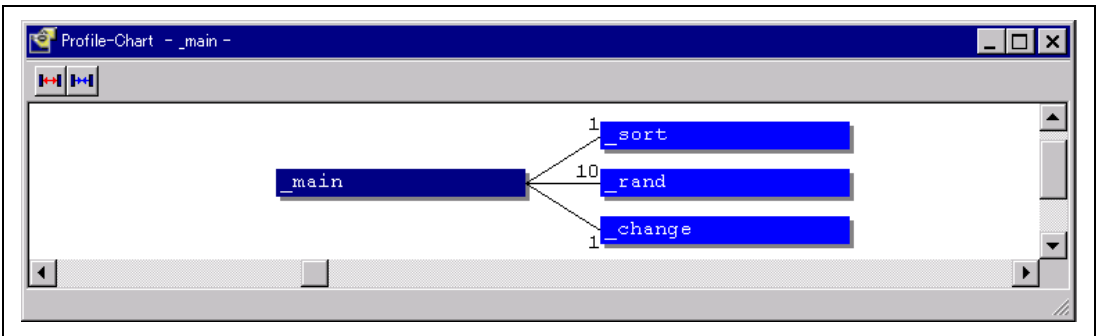 Profile-Chart - _main -
1
_sort
_main
10
_rand
_change
1